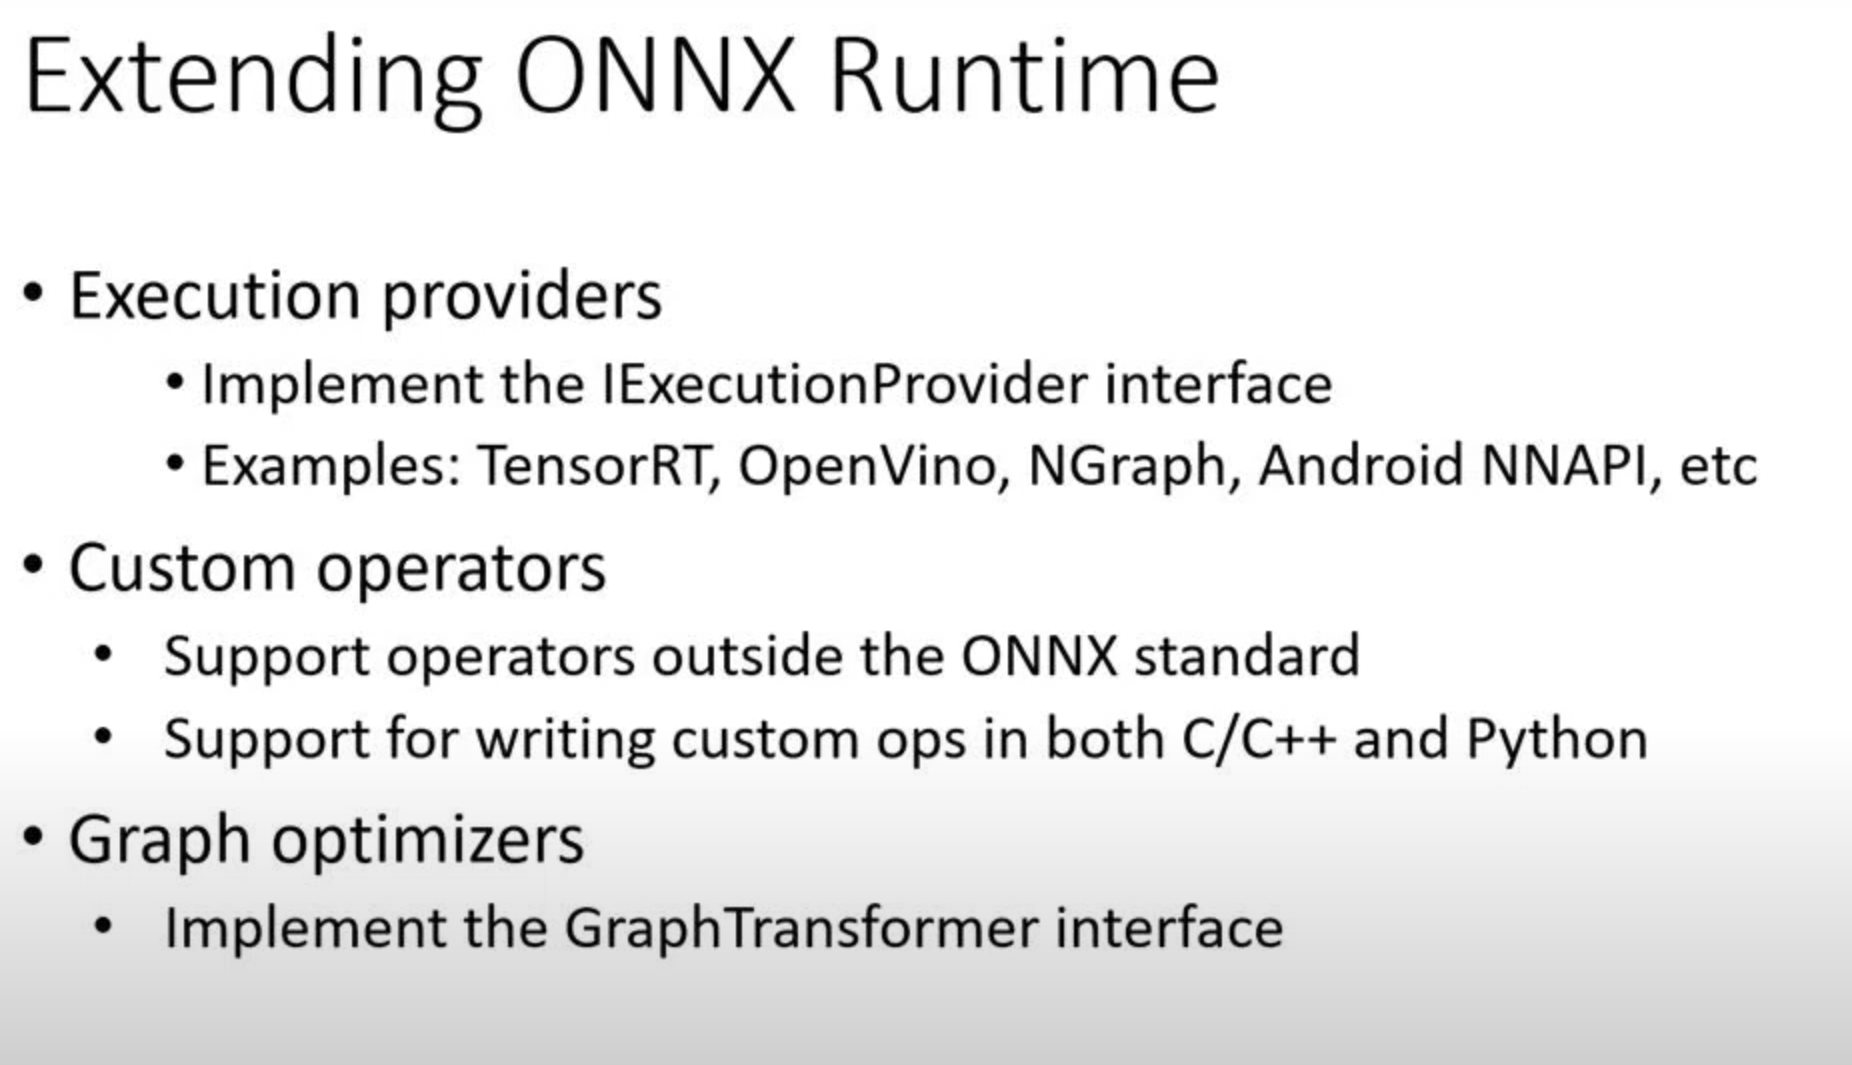 Extending ONNX Runtime
• Execution providers
• Implement the IExecutionProvider interface
• Examples: TensorRT, OpenVino, NGraph, Android NNAPI, etc
• Custom operators
• Support operators outside the ONNX standard
• Support for writing custom ops in both C/C++ and Python
• Graph optimizers
• Implement the GraphTransformer interface